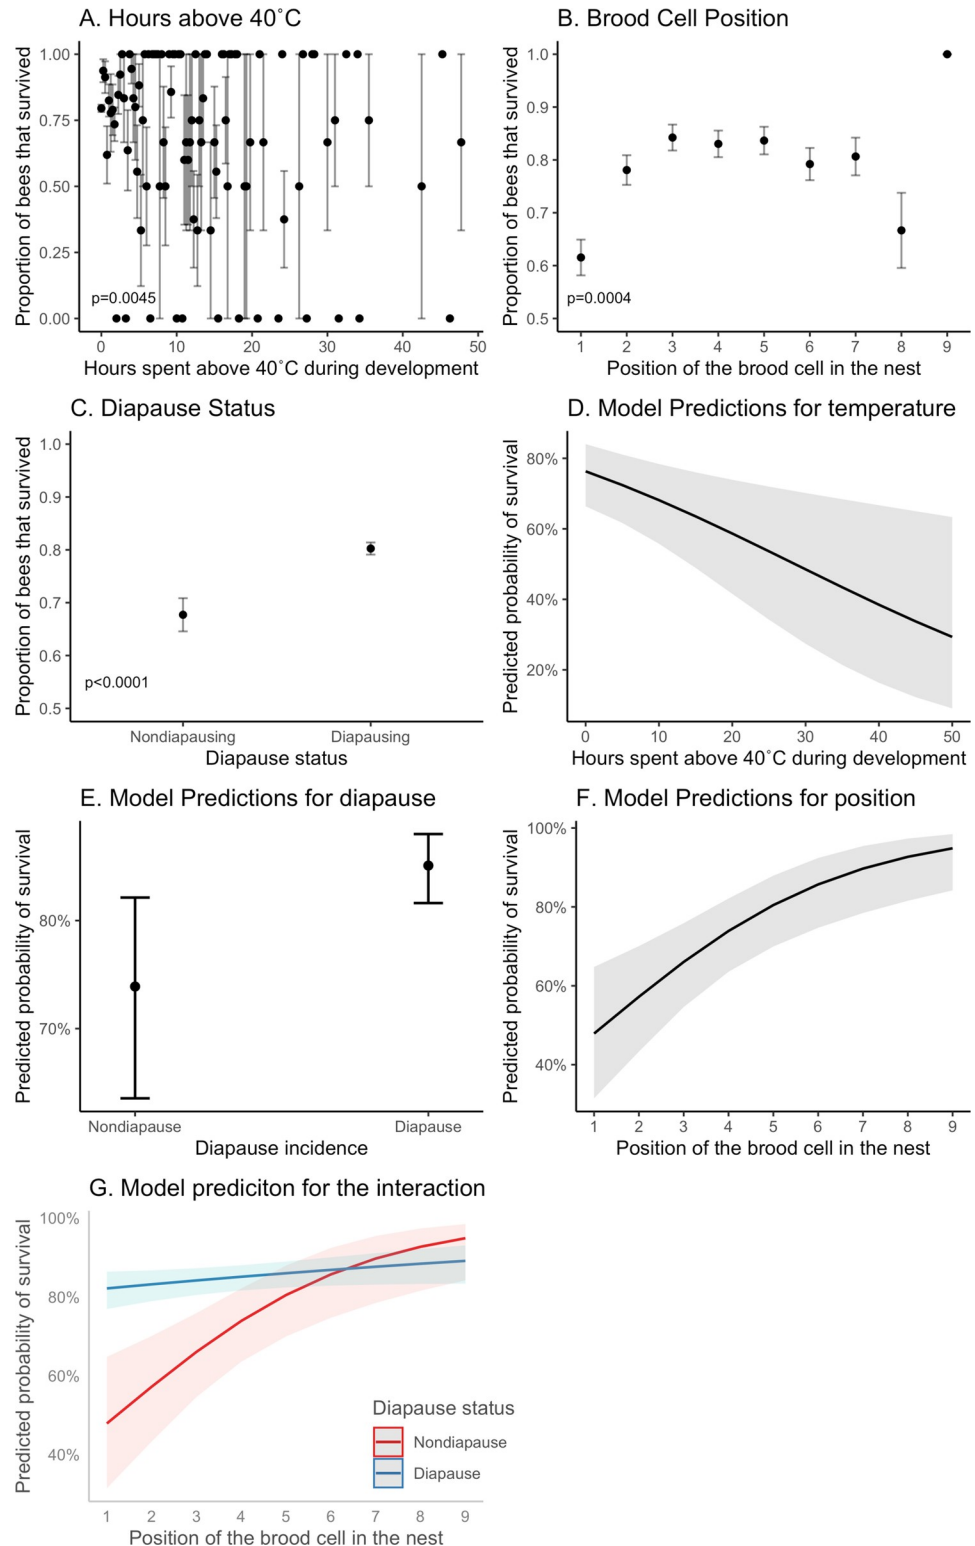 A. Hours above 40˚C
Proportion of bees that survived
1.00
0.75
0.50
0.25
0.00
p=0.0045
0 10 20 30 40 50
Hours spent above 40˚C during development
B. Brood Cell Position
Proportion of bees that survived
1.0
0.9
0.8
0.7
0.6
0.5
p=0.0004
1 2 3 4 5 6 7 8 9
Position of the brood cell in the nest
C. Diapause Status
Proportion of bees that survived
1.0
0.9
0.8
0.7
0.6
0.5
p<0.0001
Nondiapausing Diapausing
Diapause status
D. Model Predictions for temperature
Predicted probability of survival
80%
60%
40%
20%
0 10 20 30 40 50
Hours spent above 40˚C during development
E. Model Predictions for diapause
Predicted probability of survival
80%
70%
Nondiapause Diapause
Diapause incidence
F. Model Predictions for position
Predicted probability of survival
100%
80%
60%
40%
1 2 3 4 5 6 7 8 9
Position of the brood cell in the nest
G. Model prediciton for the interaction
Predicted probability of survival
100%
80%
60%
40%
Diapause status
Nondiapause
Diapause
1 2 3 4 5 6 7 8 9
Position of the brood cell in the nest